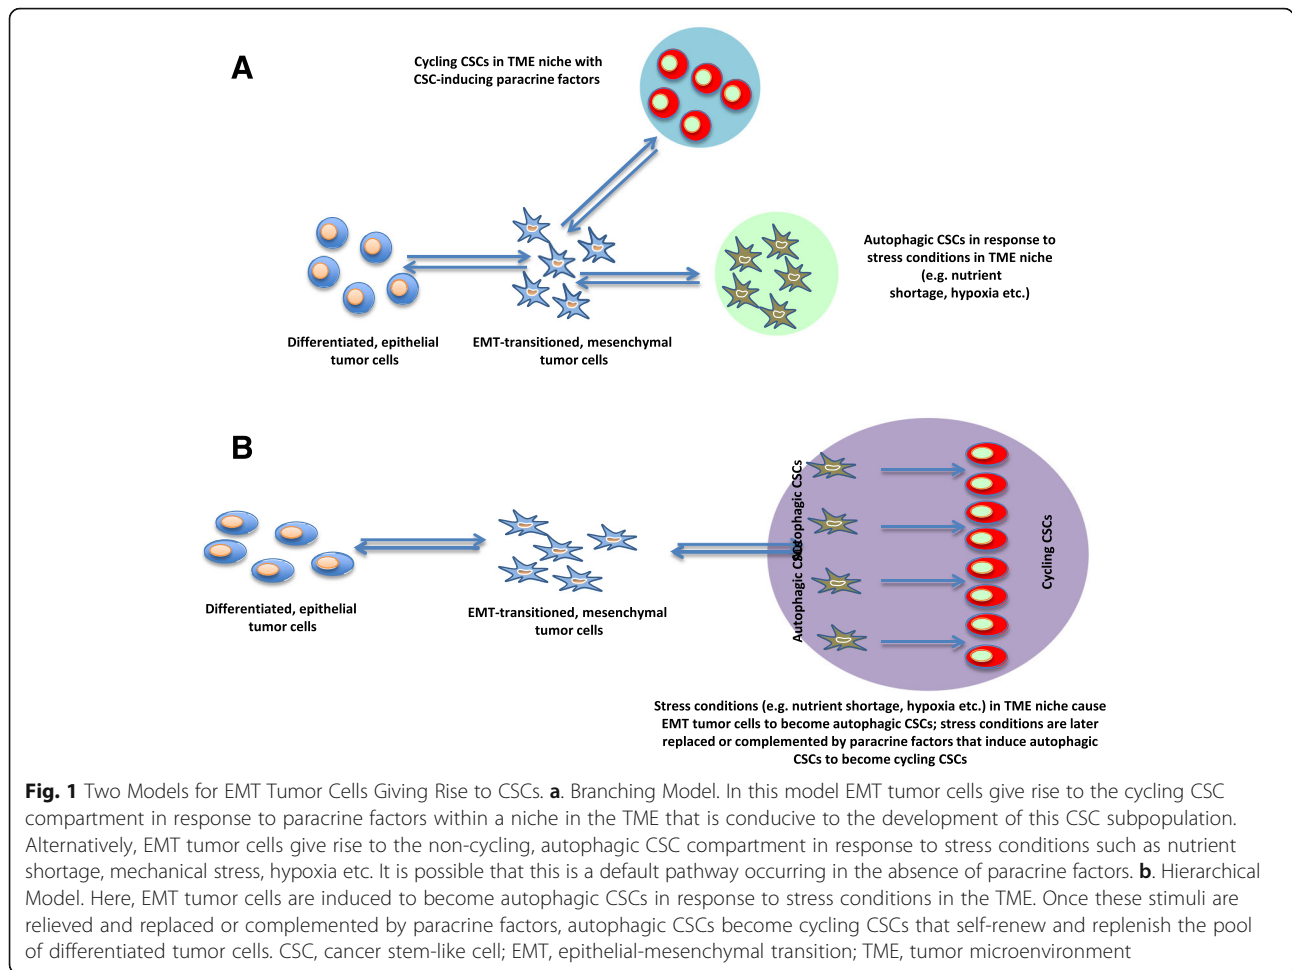 A
Cycling CSCs in TME niche with
CSC-inducing paracrine factors
Autophagic CSCs in response to
stress conditions in TME niche
(e.g. nutrient
shortage, hypoxia etc.)
Differentiated, epithelial
tumor cells
EMT-transitioned, mesenchymal
tumor cells
B
Autophagic CSCs
Autophagic CSCs
Cycling CSCs
Differentiated, epithelial
tumor cells
EMT-transitioned, mesenchymal
tumor cells
Stress conditions (e.g. nutrient shortage, hypoxia etc.) in TME niche cause
EMT tumor cells to become autophagic CSCs; stress conditions are later
replaced or complemented by paracrine factors that induce autophagic
CSCs to become cycling CSCs
Fig. 1 Two Models for EMT Tumor Cells Giving Rise to CSCs. a. Branching Model. In this model EMT tumor cells give rise to the cycling CSC
compartment in response to paracrine factors within a niche in the TME that is conducive to the development of this CSC subpopulation.
Alternatively, EMT tumor cells give rise to the non-cycling, autophagic CSC compartment in response to stress conditions such as nutrient
shortage, mechanical stress, hypoxia etc. It is possible that this is a default pathway occurring in the absence of paracrine factors. b. Hierarchical
Model. Here, EMT tumor cells are induced to become autophagic CSCs in response to stress conditions in the TME. Once these stimuli are
relieved and replaced or complemented by paracrine factors, autophagic CSCs become cycling CSCs that self-renew and replenish the pool
of differentiated tumor cells. CSC, cancer stem-like cell; EMT, epithelial-mesenchymal transition; TME, tumor microenvironment